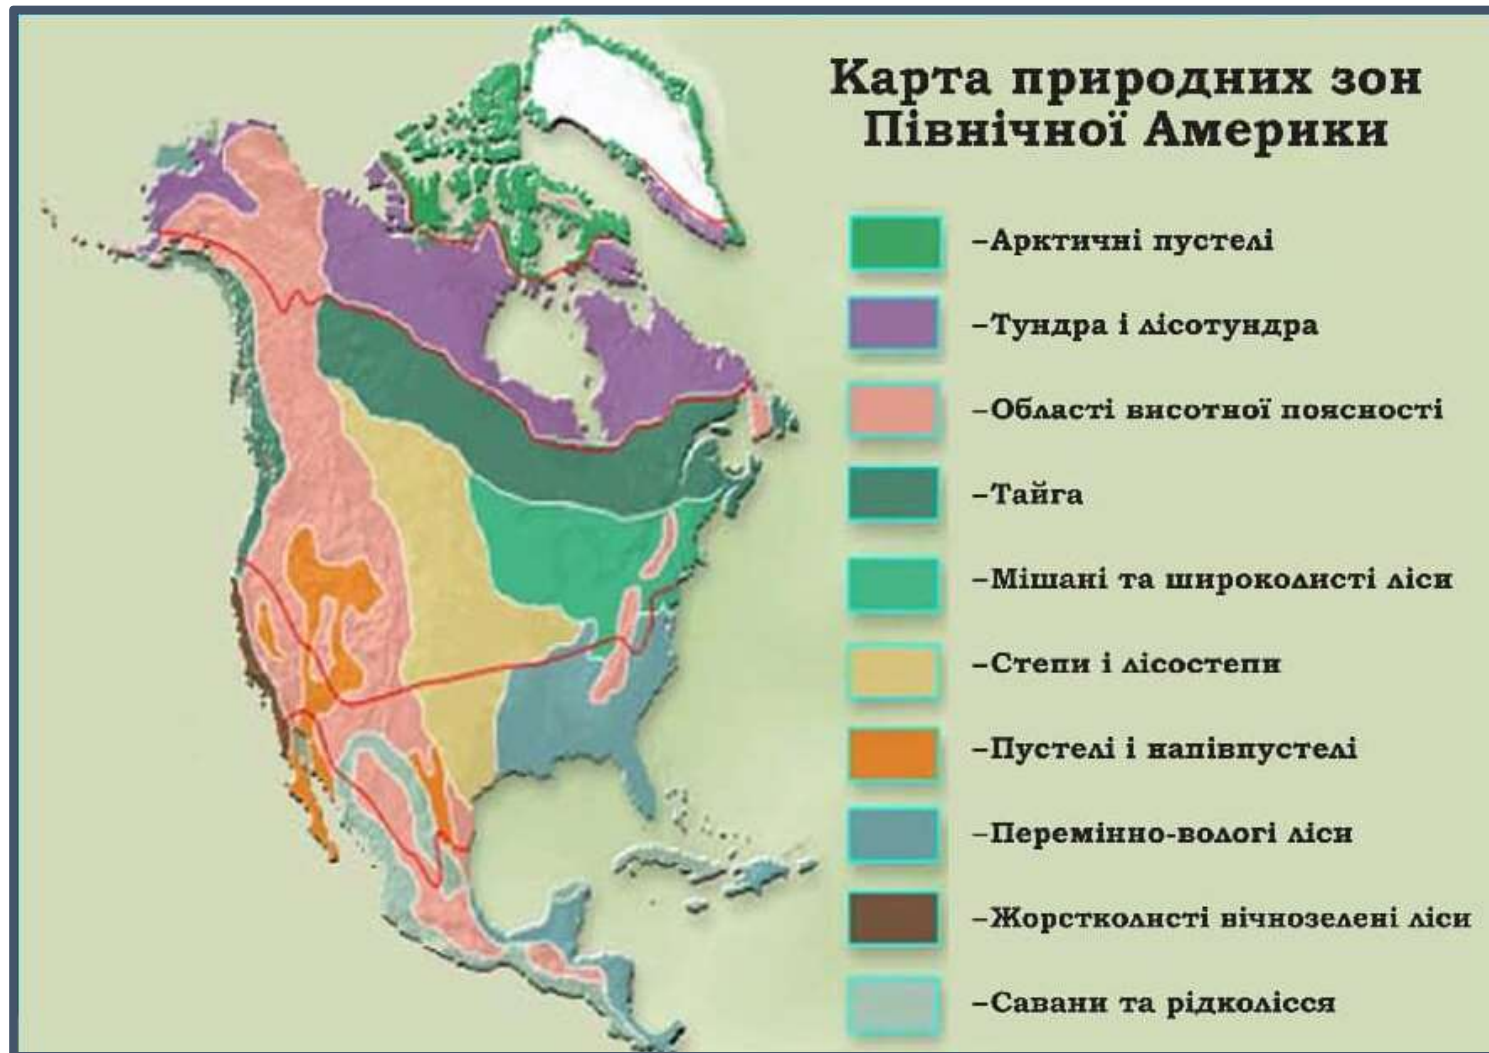 Карта природних зон
Північної Америки
–Арктичні пустелі
–Тундра і лісотундра
–Області висотної поясності
–Тайга
–Мішані та широколисті ліси
–Степи і лісостепи
–Пустелі і напівпустелі
–Перемінно-вологі ліси
–Жорстколисті вічнозелені ліси
–Савани та рідколісся